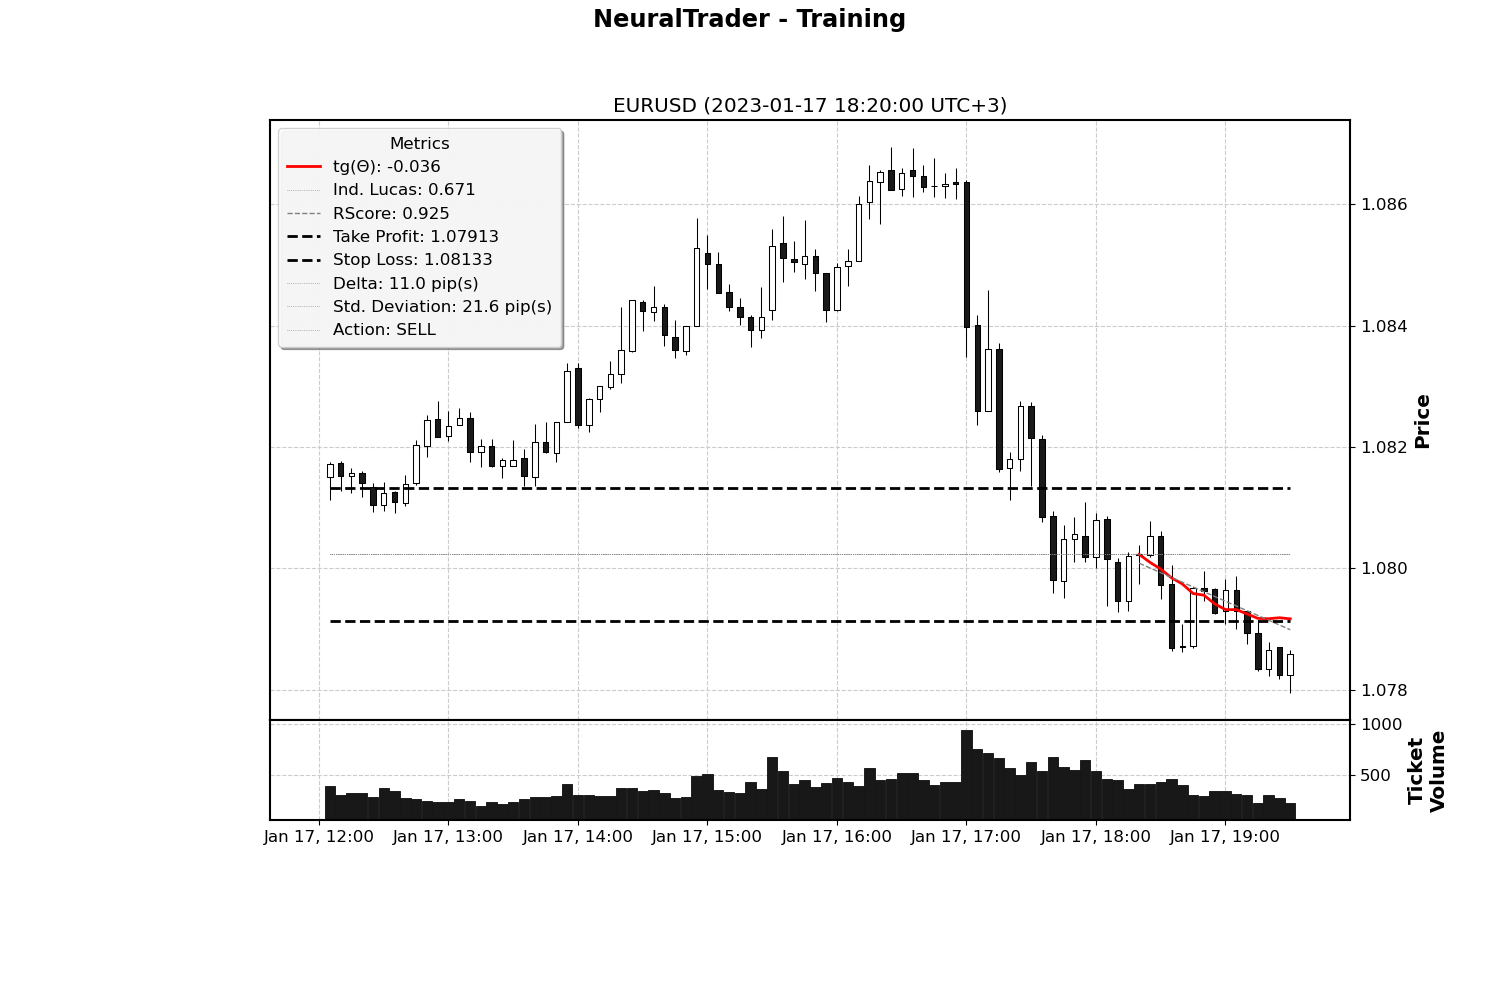 NeuralTrader - Training
EURUSD (2023-01-17 18:20:00 UTC+3)
Metrics
tg(Θ): -0.036
Ind. Lucas: 0.671
RScore: 0.925
Take Profit: 1.07913
Stop Loss: 1.08133
Delta: 11.0 pip(s)
Std. Deviation: 21.6 pip(s)
Action: SELL
1.086
1.084
1.082
1.080
1.078
Price
1000
500
Ticket
Volume
Jan 17, 12:00
Jan 17, 13:00
Jan 17, 14:00
Jan 17, 15:00
Jan 17, 16:00
Jan 17, 17:00
Jan 17, 18:00
Jan 17, 19:00